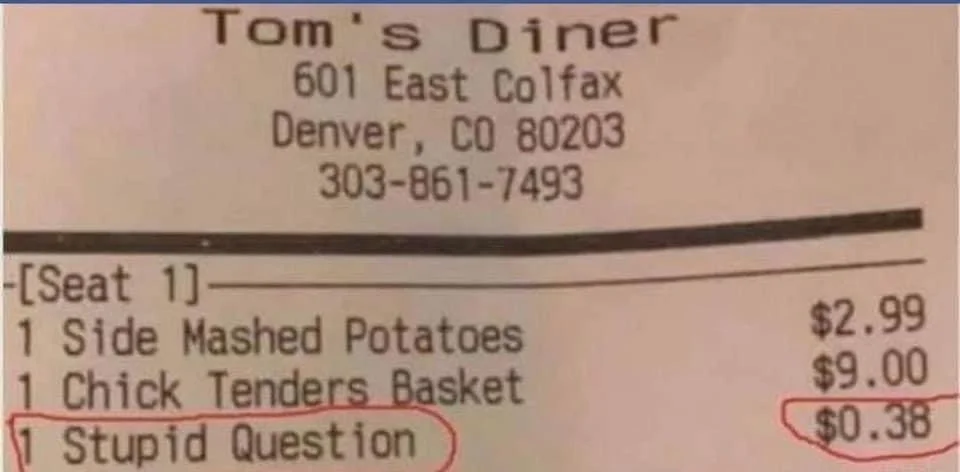 Tom's Diner
601 East Colfax
Denver, CO 80203
303-861-7493
-[Seat 1]-
1 Side Mashed Potatoes $2.99
1 Chick Tenders Basket $9.00
1 Stupid Question $0.38